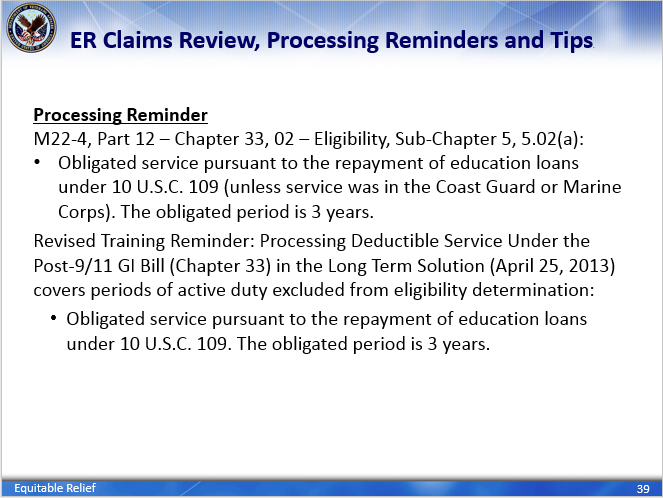 ER Claims Review, Processing Reminders and Tips
Processing Reminder
M22-4, Part 12 – Chapter 33, 02 – Eligibility, Sub-Chapter 5, 5.02(a):
• Obligated service pursuant to the repayment of education loans
under 10 U.S.C. 109 (unless service was in the Coast Guard or Marine
Corps). The obligated period is 3 years.
Revised Training Reminder: Processing Deductible Service Under the
Post-9/11 GI Bill (Chapter 33) in the Long Term Solution (April 25, 2013)
covers periods of active duty excluded from eligibility determination:
• Obligated service pursuant to the repayment of education loans
under 10 U.S.C. 109. The obligated period is 3 years.
Equitable Relief
39